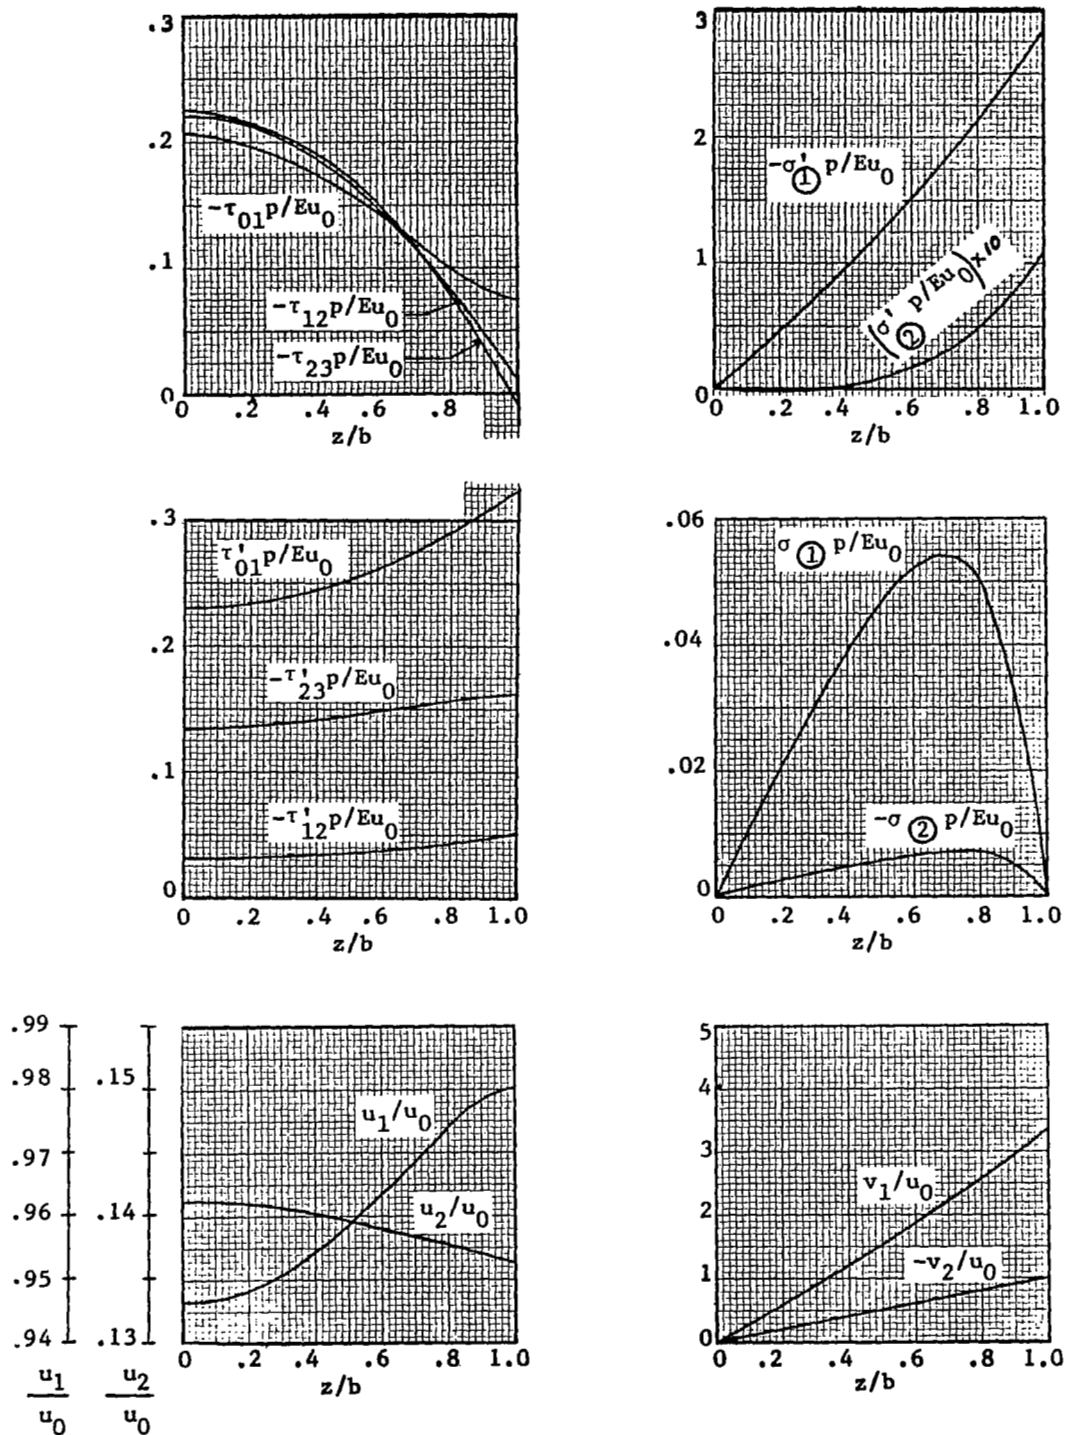 .3
.2
.1
0
-τ01p/Eu0
-τ12p/Eu0
-τ23p/Eu0
0 .2 .4 .6 .8
z/b
3
2
1
0
-σ'① p/Eu0
(σ'② p/Eu0)×10
0 .2 .4 .6 .8 1.0
z/b
.3
.2
.1
0
τ'01p/Eu0
-τ'23p/Eu0
-τ'12p/Eu0
0 .2 .4 .6 .8 1.0
z/b
.06
.04
.02
0
σ① p/Eu0
-σ② p/Eu0
0 .2 .4 .6 .8 1.0
z/b
.99
.98
.97
.96
.95
.94
u1
u0
.15
.14
.13
u2
u0
u1/u0
u2/u0
0 .2 .4 .6 .8 1.0
z/b
5
4
3
2
1
0
v1/u0
-v2/u0
0 .2 .4 .6 .8 1.0
z/b